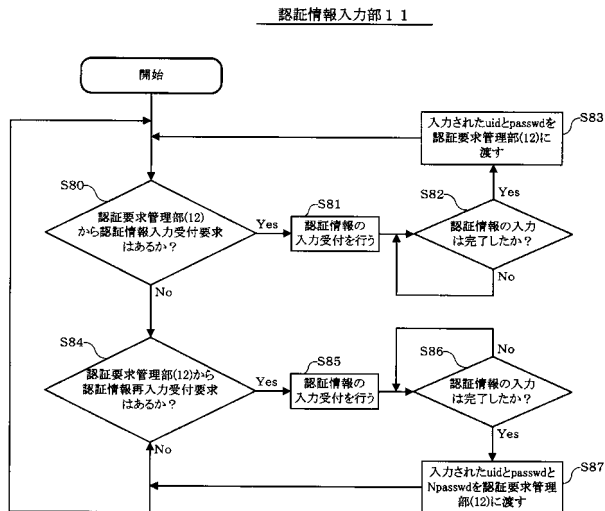 認証情報入力部11
開始
S83
入力されたuidとpasswdを
認証要求管理部(12)に
渡す
S80
認証要求管理部(12)
から認証情報入力受付要求
はあるか?
Yes
S81
認証情報の
入力受付を行う
S82
Yes
認証情報の入力
は完了したか?
No
No
S84
認証要求管理部(12)から
認証情報再入力受付要求
はあるか?
Yes
S85
認証情報の
入力受付を行う
S86
No
認証情報の入力
は完了したか?
Yes
No
S87
入力されたuidとpasswdと
Npasswdを認証要求管理
部(12)に渡す